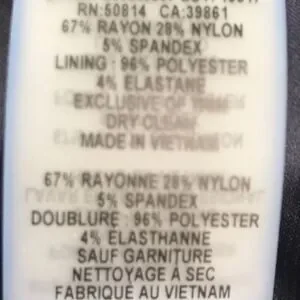 RN:50814 CA:39861
67% RAYON 28% NYLON
5% SPANDEX
LINING : 96% POLYESTER
4% ELASTANE
EXCLUSIVE OF TRIM
DRY CLEAN
MADE IN VIETNAM
67% RAYONNE 28% NYLON
5% SPANDEX
DOUBLURE : 96% POLYESTER
4% ELASTHANNE
SAUF GARNITURE
NETTOYAGE À SEC
FABRIQUE AU VIETNAM